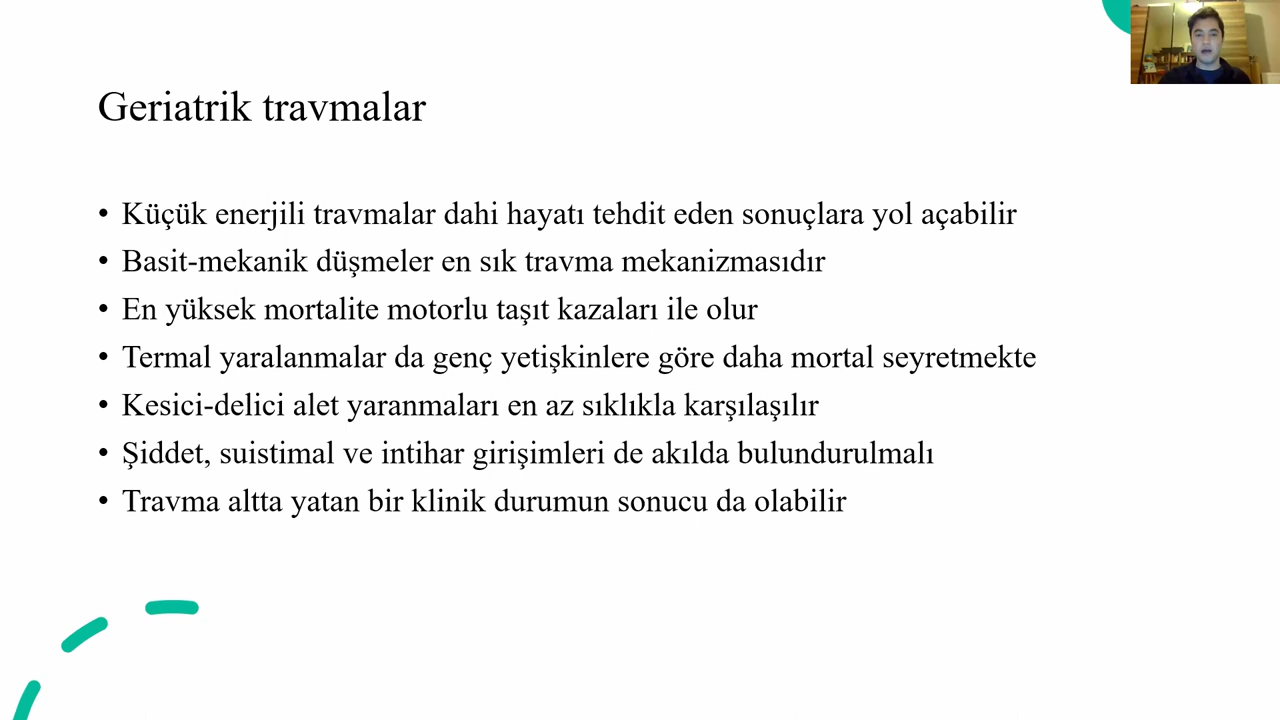 Geriatrik travmalar
• Küçük enerjili travmalar dahi hayatı tehdit eden sonuçlara yol açabilir
• Basit-mekanik düşmeler en sık travma mekanizmasıdır
• En yüksek mortalite motorlu taşıt kazaları ile olur
• Termal yaralanmalar da genç yetişkinlere göre daha mortal seyretmekte
• Kesici-delici alet yaranmaları en az sıklıkla karşılaşılır
• Şiddet, suistimal ve intihar girişimleri de akılda bulundurulmalı
• Travma altta yatan bir klinik durumun sonucu da olabilir